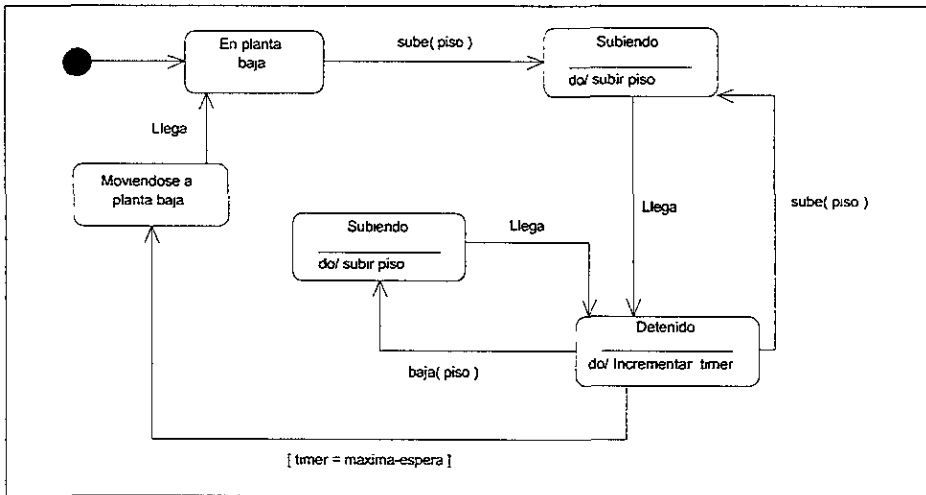 En planta
baja
sube( piso )
Subiendo
do/ subir piso
Llega
Moviendose a
planta baja
Llega
sube( piso )
Subiendo
do/ subir piso
Llega
Detenido
do/ Incrementar timer
baja( piso )
[ timer = maxima-espera ]